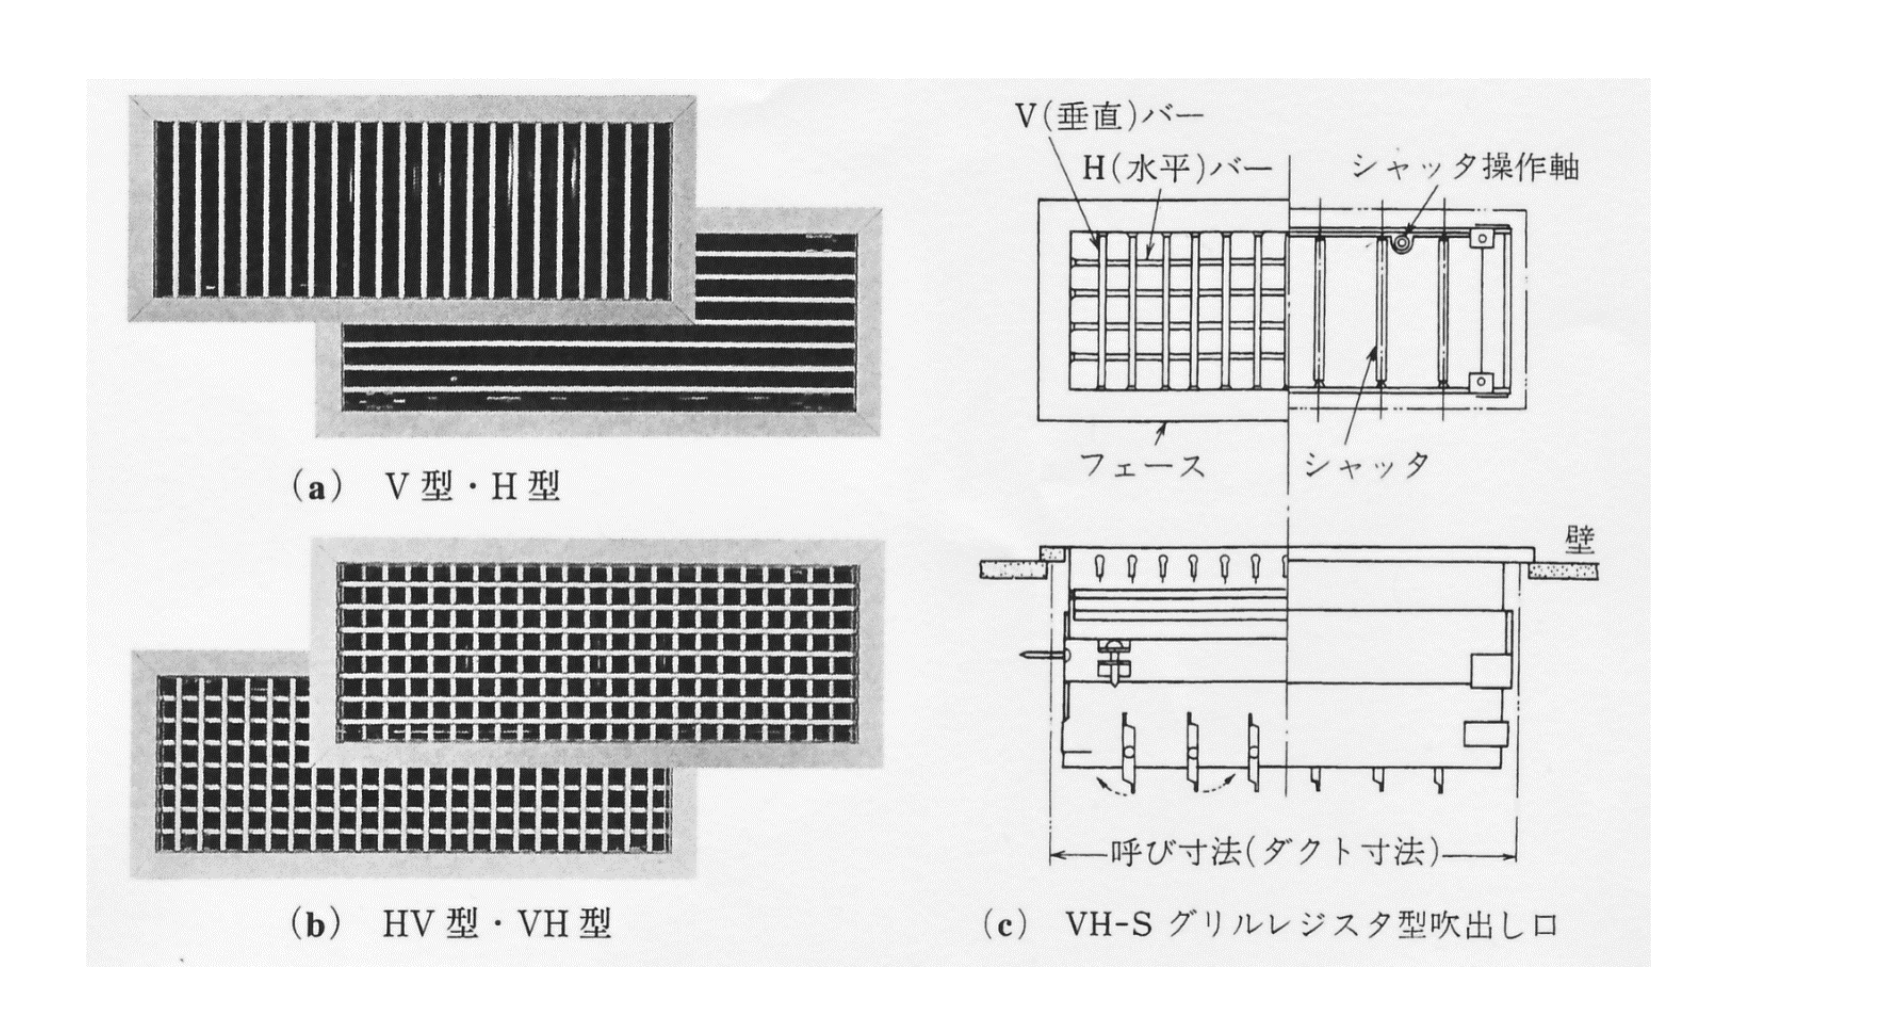 (a) V型・H型
(b) HV型・VH型
V(垂直)バー
H(水平)バー
シャッタ操作軸
フェース
シャッタ
壁
呼び寸法(ダクト寸法)
(c) VH-Sグリルレジスタ型吹出し口